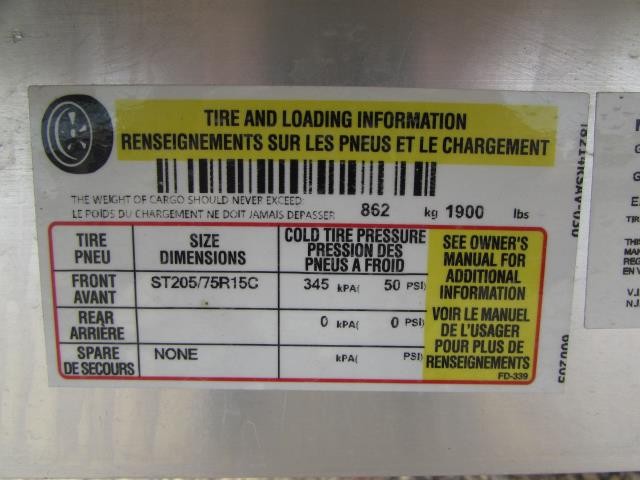 TIRE AND LOADING INFORMATION
RENSEIGNEMENTS SUR LES PNEUS ET LE CHARGEMENT
THE WEIGHT OF CARGO SHOULD NEVER EXCEED:
LE POIDS DU CHARGEMENT NE DOIT JAMAIS DEPASSER 862 kg 1900 lbs
TIRE PNEU
SIZE DIMENSIONS
COLD TIRE PRESSURE
PRESSION DES
PNEUS A FROID
FRONT AVANT
ST205/75R15C
345 kPA( 50 PSI)
REAR ARRIÈRE
0 kPA( 0 PSI)
SPARE DE SECOURS
NONE
kPA( PSI)
SEE OWNER'S
MANUAL FOR
ADDITIONAL
INFORMATION
VOIR LE MANUEL
DE L'USAGER
POUR PLUS DE
RENSEIGNEMENTS
FD-339